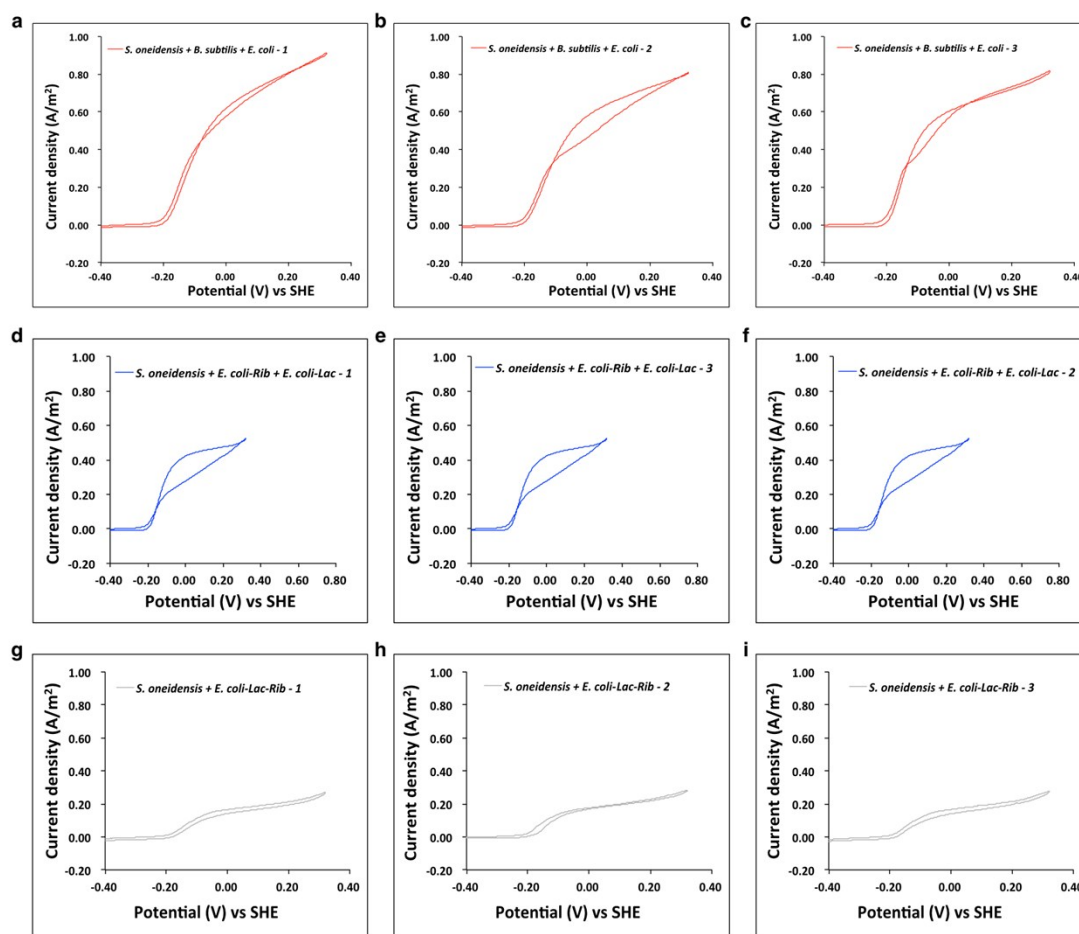 a
S. oneidensis + B. subtilis + E. coli - 1
Current density (A/m²)
1.00
0.80
0.60
0.40
0.20
0.00
-0.20
-0.40 -0.20 0.00 0.20 0.40
Potential (V) vs SHE
b
S. oneidensis + B. subtilis + E. coli - 2
Current density (A/m²)
1.00
0.80
0.60
0.40
0.20
0.00
-0.20
-0.40 -0.20 0.00 0.20 0.40
Potential (V) vs SHE
c
S. oneidensis + B. subtilis + E. coli - 3
Current density (A/m²)
1.00
0.80
0.60
0.40
0.20
0.00
-0.20
-0.40 -0.20 0.00 0.20 0.40
Potential (V) vs SHE
d
S. oneidensis + E. coli-Rib + E. coli-Lac - 1
Current density (A/m²)
1.00
0.80
0.60
0.40
0.20
0.00
-0.20
-0.40 -0.20 0.00 0.20 0.40 0.60 0.80
Potential (V) vs SHE
e
S. oneidensis + E. coli-Rib + E. coli-Lac - 3
Current density (A/m²)
1.00
0.80
0.60
0.40
0.20
0.00
-0.20
-0.40 -0.20 0.00 0.20 0.40 0.60 0.80
Potential (V) vs SHE
f
S. oneidensis + E. coli-Rib + E. coli-Lac - 2
Current density (A/m²)
1.00
0.80
0.60
0.40
0.20
0.00
-0.20
-0.40 -0.20 0.00 0.20 0.40 0.60 0.80
Potential (V) vs SHE
g
S. oneidensis + E. coli-Lac-Rib - 1
Current density (A/m²)
1.00
0.80
0.60
0.40
0.20
0.00
-0.20
-0.40 -0.20 0.00 0.20 0.40
Potential (V) vs SHE
h
S. oneidensis + E. coli-Lac-Rib - 2
Current density (A/m²)
1.00
0.80
0.60
0.40
0.20
0.00
-0.20
-0.40 -0.20 0.00 0.20 0.40
Potential (V) vs SHE
i
S. oneidensis + E. coli-Lac-Rib - 3
Current density (A/m²)
1.00
0.80
0.60
0.40
0.20
0.00
-0.20
-0.40 -0.20 0.00 0.20 0.40
Potential (V) vs SHE